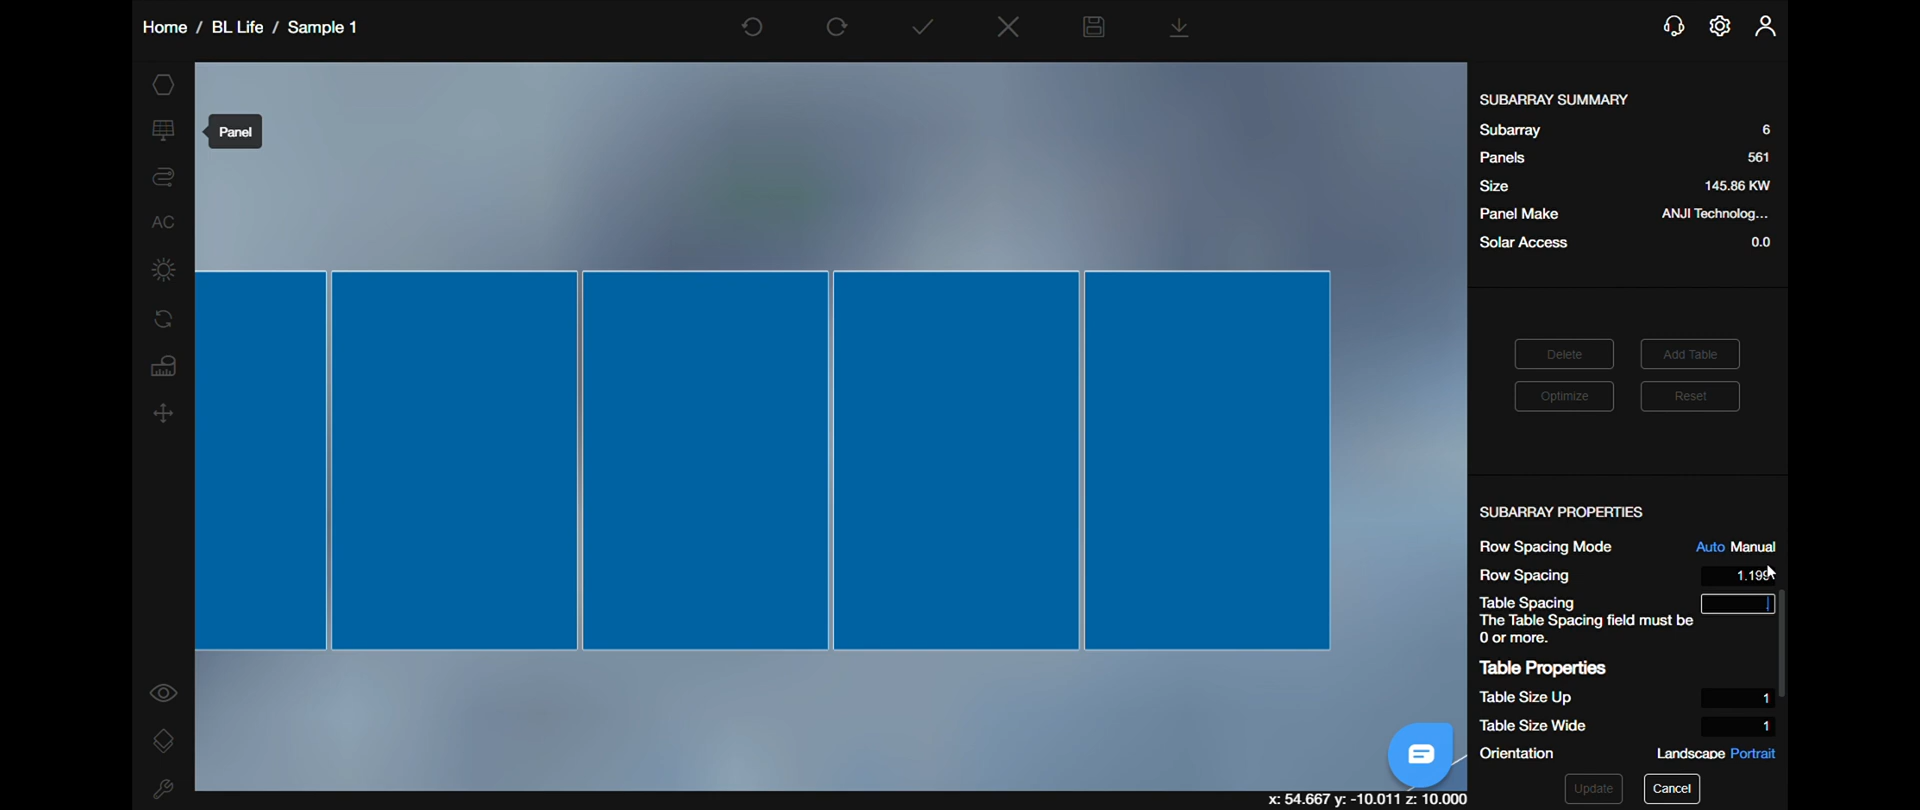 Home / BL Life / Sample 1
Panel
AC
SUBARRAY SUMMARY
Subarray 6
Panels 561
Size 145.86 KW
Panel Make ANJI Technolog...
Solar Access 0.0
Delete Add Table
Optimize Reset
SUBARRAY PROPERTIES
Row Spacing Mode Auto Manual
Row Spacing 1.199
Table Spacing
The Table Spacing field must be
0 or more.
Table Properties
Table Size Up 1
Table Size Wide 1
Orientation Landscape Portrait
Update Cancel
x: 54.667 y: -10.011 z: 10.000